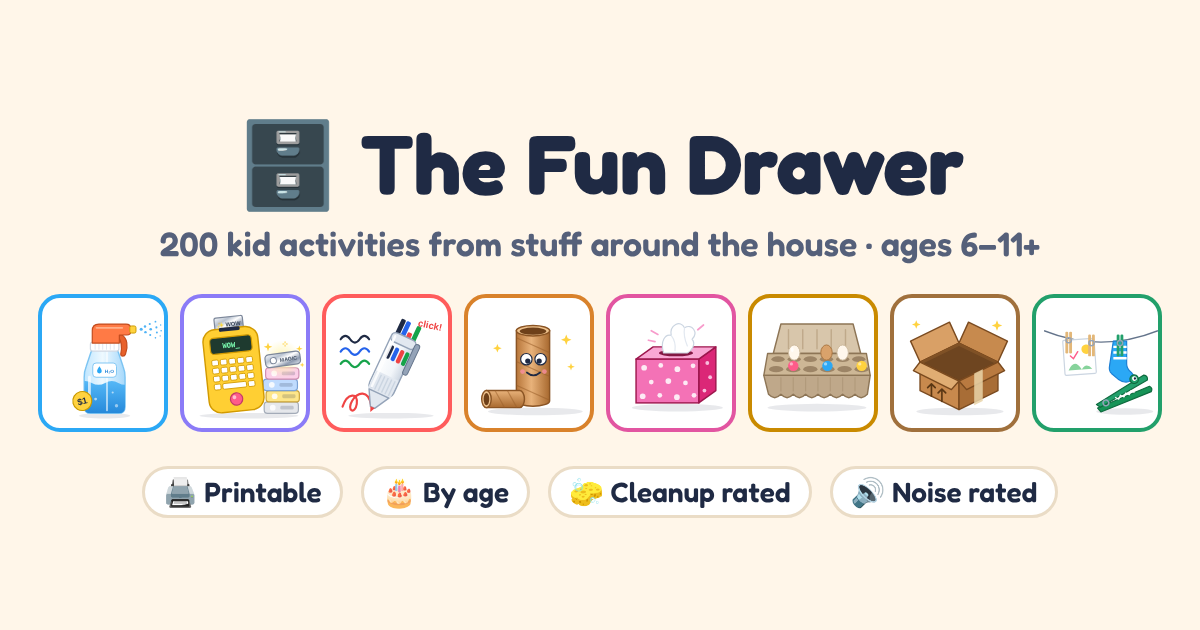 The Fun Drawer
200 kid activities from stuff around the house · ages 6–11+
$1
H₂O
WOW
WOW_
MAGIC
click!
Printable
By age
Cleanup rated
Noise rated